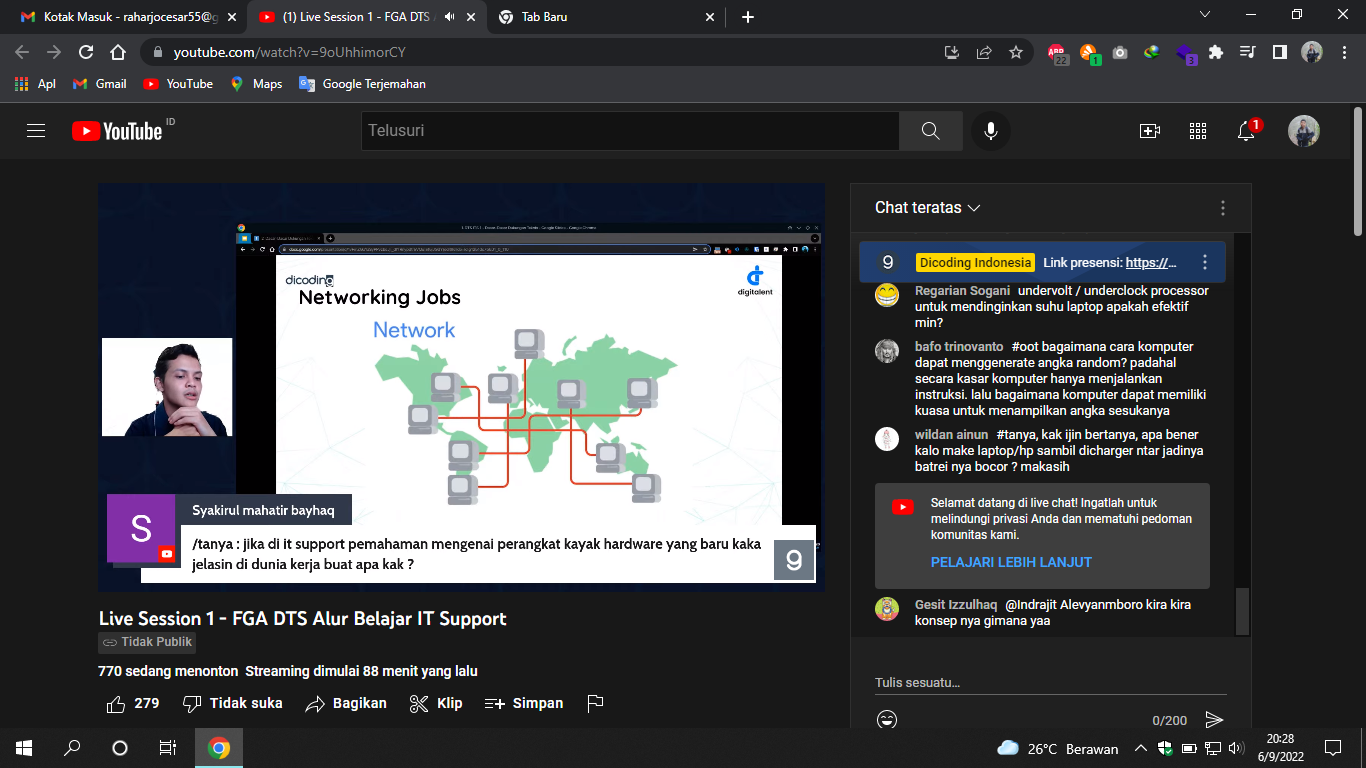 Kotak Masuk - raharjocesar55@g
(1) Live Session 1 - FGA DTS A
Tab Baru
youtube.com/watch?v=9oUhhimorCY
22
1
3
Apl
Gmail
YouTube
Maps
Google Terjemahan
YouTube ID
Telusuri
1
dicoding
Networking Jobs
digitalent
Network
S
Syakirul mahatir bayhaq
/tanya : jika di it support pemahaman mengenai perangkat kayak hardware yang baru kaka
jelasin di dunia kerja buat apa kak ?
Live Session 1 - FGA DTS Alur Belajar IT Support
Tidak Publik
770 sedang menonton Streaming dimulai 88 menit yang lalu
279
Tidak suka
Bagikan
Klip
Simpan
Chat teratas
Dicoding Indonesia Link presensi: https://...
Regarian Sogani undervolt / underclock processor
untuk mendinginkan suhu laptop apakah efektif
min?
bafo trinovanto #oot bagaimana cara komputer
dapat menggenerate angka random? padahal
secara kasar komputer hanya menjalankan
instruksi. lalu bagaimana komputer dapat memiliki
kuasa untuk menampilkan angka sesukanya
wildan ainun #tanya, kak ijin bertanya, apa bener
kalo make laptop/hp sambil dicharger ntar jadinya
batrei nya bocor ? makasih
Selamat datang di live chat! Ingatlah untuk
melindungi privasi Anda dan mematuhi pedoman
komunitas kami.
PELAJARI LEBIH LANJUT
Gesit Izzulhaq @Indrajit Alevyanmboro kira kira
konsep nya gimana yaa
Tulis sesuatu...
0/200
26°C Berawan
20:28
6/9/2022